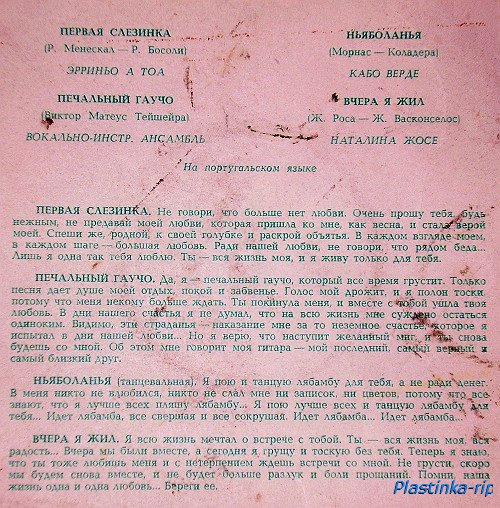 ПЕРВАЯ СЛЕЗИНКА
(Р. Менескал — Р. Босоли)
ЭРРИНЬО А ТОА
ПЕЧАЛЬНЫЙ ГАУЧО
(Виктор Матеус Тейшейра)
ВОКАЛЬНО-ИНСТР. АНСАМБЛЬ
НЬЯБОЛАНЬЯ
(Морнас — Коладера)
КАБО ВЕРДЕ
ВЧЕРА Я ЖИЛ
(Ж. Роса — Ж. Васконселос)
НАТАЛИНА ЖОСЕ
На португальском языке
ПЕРВАЯ СЛЕЗИНКА. Не говори, что больше нет любви. Очень прошу тебя, будь
нежным, не предавай моей любви, которая пришла ко мне, как весна, и стала верой
моей. Спеши же, родной, к своей голубке и раскрой объятья. В каждом взгляде моем,
в каждом шаге — большая любовь. Ради нашей любви, не говори, что рядом беда...
Лишь я одна так тебя люблю. Ты — вся жизнь моя, и я живу только для тебя.
ПЕЧАЛЬНЫЙ ГАУЧО. Да, я — печальный гаучо, который все время грустит. Только
песня дает душе моей отдых, покой и забвенье. Голос мой дрожит, и я полон тоски,
потому что меня некому больше ждать. Ты покинула меня, и вместе с тобой ушла твоя
любовь. В дни нашего счастья я не думал, что на всю жизнь мне суждено остаться
одиноким. Видимо, эти страданья — наказание мне за то неземное счастье, которое я
испытал в дни нашей любви... Но я верю, что наступит желанный миг, и ты снова
будешь со мной. Об этом мне говорит моя гитара — мой последний, самый верный и
самый близкий друг.
НЬЯБОЛАНЬЯ (танцевальная). Я пою и танцую лябамбу для тебя, а не ради денег.
В меня никто не влюбился, никто не слал мне ни записок, ни цветов, потому что все
знают, что я лучше всех пляшу лябамбу... Я пою лучше всех и танцую лябамбу для
тебя... Идет лябамба, все свершая и все сокрушая. Идет лябамба... Идет лябамба...
ВЧЕРА Я ЖИЛ. Я всю жизнь мечтал о встрече с тобой. Ты — вся жизнь моя, вся
радость... Вчера мы были вместе, а сегодня я грущу и тоскую без тебя. Теперь я знаю,
что ты тоже любишь меня и с нетерпением ждешь встречи со мной. Не грусти, скоро
мы будем снова вместе, и не будет больше разлук и боли прощаний. Помни, наша
жизнь одна и одна любовь... Береги ее.
Plastinka-rip